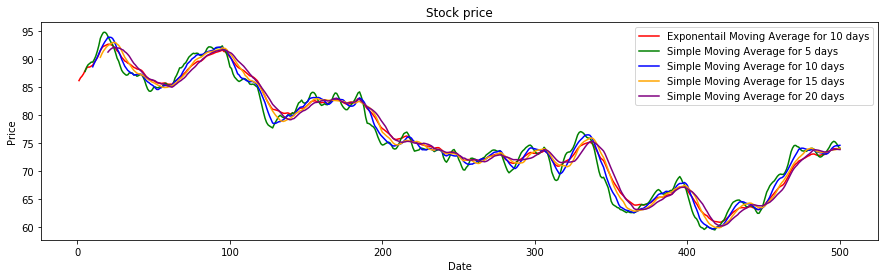 Stock price
Price
95
90
85
80
75
70
65
60
Exponentail Moving Average for 10 days
Simple Moving Average for 5 days
Simple Moving Average for 10 days
Simple Moving Average for 15 days
Simple Moving Average for 20 days
0
100
200
300
400
500
Date